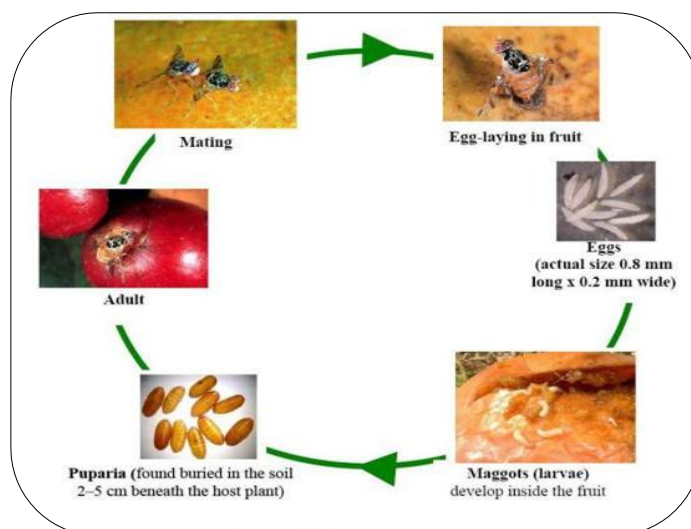 Mating
Egg-laying in fruit
Eggs
(actual size 0.8 mm
long x 0.2 mm wide)
Adult
Puparia (found buried in the soil
2–5 cm beneath the host plant)
Maggots (larvae)
develop inside the fruit